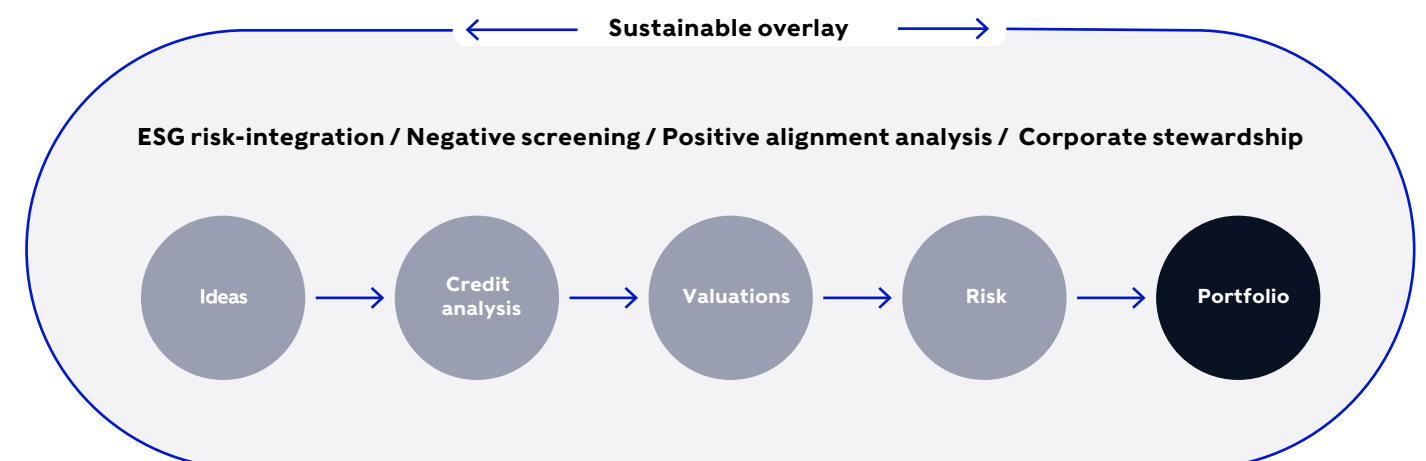 Sustainable overlay
ESG risk-integration / Negative screening / Positive alignment analysis / Corporate stewardship
Ideas
Credit
analysis
Valuations
Risk
Portfolio